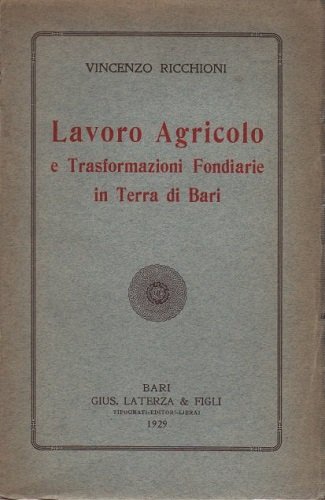 VINCENZO RICCHIONI
Lavoro Agricolo
e Trasformazioni Fondiarie
in Terra di Bari
BARI
GIUS. LATERZA & FIGLI
TIPOGRAFI-EDITORI-LIBRAI
1929